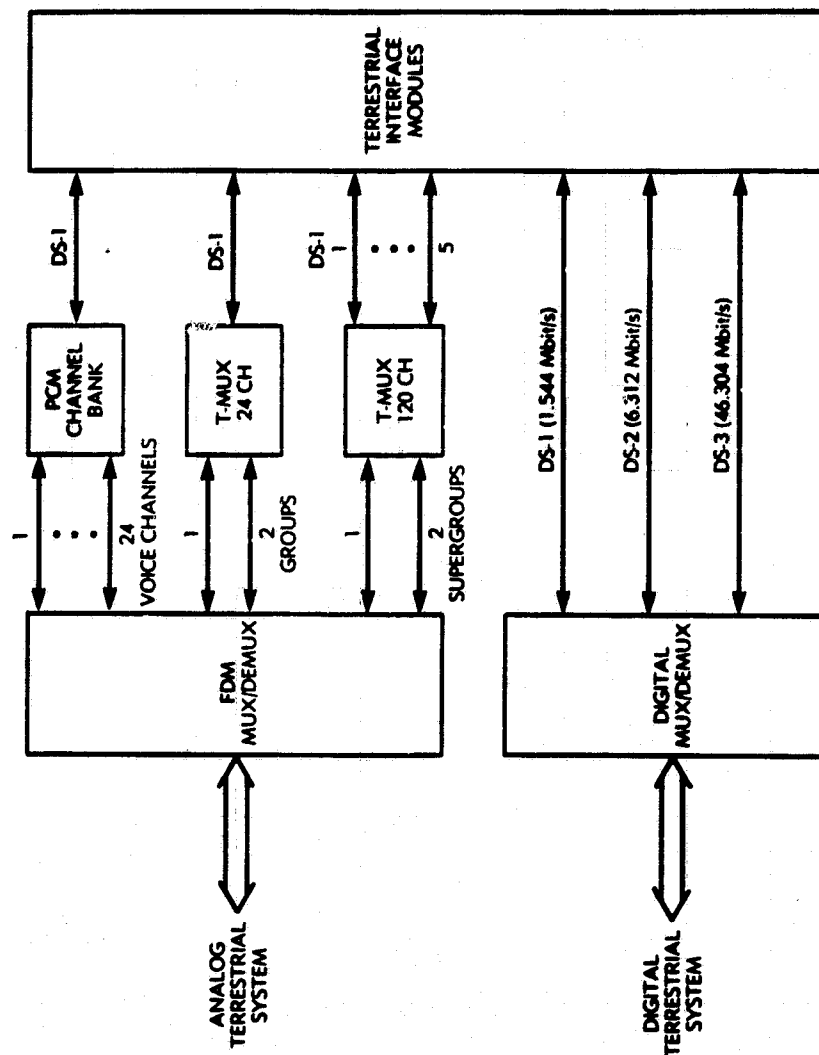 ANALOG
TERRESTRIAL
SYSTEM
FDM
MUX/DEMUX
1
24
VOICE CHANNELS
1
2
GROUPS
1
2
SUPERGROUPS
PCM
CHANNEL
BANK
T-MUX
24 CH
T-MUX
120 CH
DS-1
DS-1
DS-1
1
5
TERRESTRIAL
INTERFACE
MODULES
DIGITAL
TERRESTRIAL
SYSTEM
DIGITAL
MUX/DEMUX
DS-1 (1.544 Mbit/s)
DS-2 (6.312 Mbit/s)
DS-3 (46.304 Mbit/s)